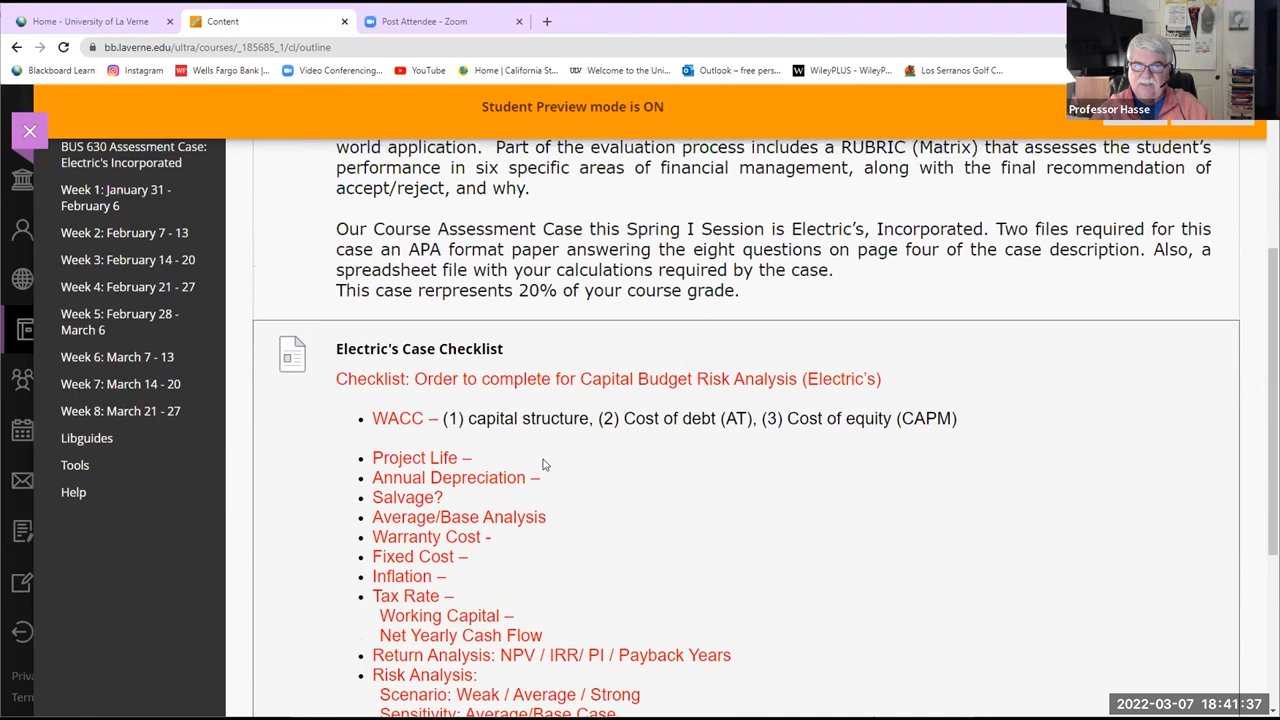 Home - University of La Verne
Content
Post Attendee - Zoom
bb.laverne.edu/ultra/courses/_185685_1/cl/outline
Blackboard Learn
Instagram
Wells Fargo Bank |...
Video Conferencing...
YouTube
Home | California St...
Welcome to the Uni...
Outlook – free pers...
WileyPLUS - WileyP...
Los Serranos Golf C...
Professor Hasse
Student Preview mode is ON
BUS 630 Assessment Case:
Electric's Incorporated
Week 1: January 31 -
February 6
Week 2: February 7 - 13
Week 3: February 14 - 20
Week 4: February 21 - 27
Week 5: February 28 -
March 6
Week 6: March 7 - 13
Week 7: March 14 - 20
Week 8: March 21 - 27
Libguides
Tools
Help
Priva
Term
world application. Part of the evaluation process includes a RUBRIC (Matrix) that assesses the student's
performance in six specific areas of financial management, along with the final recommendation of
accept/reject, and why.
Our Course Assessment Case this Spring I Session is Electric's, Incorporated. Two files required for this
case an APA format paper answering the eight questions on page four of the case description. Also, a
spreadsheet file with your calculations required by the case.
This case rerpresents 20% of your course grade.
Electric's Case Checklist
Checklist: Order to complete for Capital Budget Risk Analysis (Electric's)
• WACC – (1) capital structure, (2) Cost of debt (AT), (3) Cost of equity (CAPM)
• Project Life –
• Annual Depreciation –
• Salvage?
• Average/Base Analysis
• Warranty Cost -
• Fixed Cost –
• Inflation –
• Tax Rate –
Working Capital –
Net Yearly Cash Flow
• Return Analysis: NPV / IRR/ PI / Payback Years
• Risk Analysis:
Scenario: Weak / Average / Strong
Sensitivity: Average/Base Case
2022-03-07 18:41:37